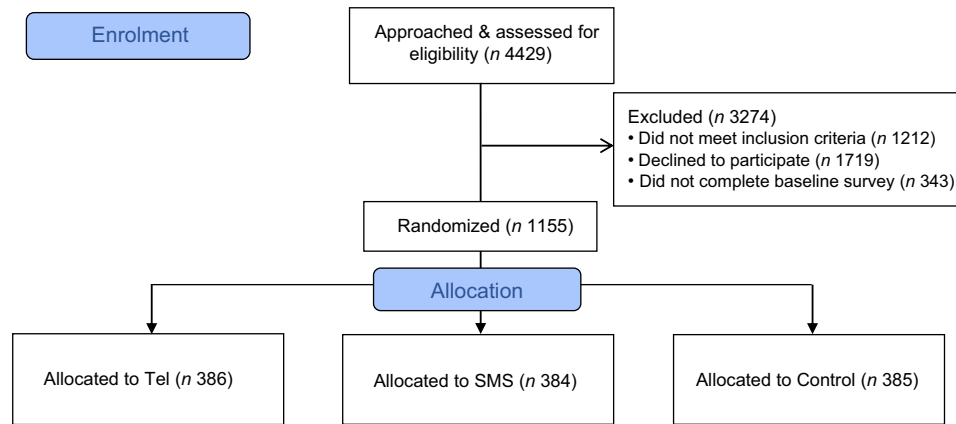 Enrolment
Approached & assessed for
eligibility (n 4429)
Excluded (n 3274)
• Did not meet inclusion criteria (n 1212)
• Declined to participate (n 1719)
• Did not complete baseline survey (n 343)
Randomized (n 1155)
Allocation
Allocated to Tel (n 386)
Allocated to SMS (n 384)
Allocated to Control (n 385)